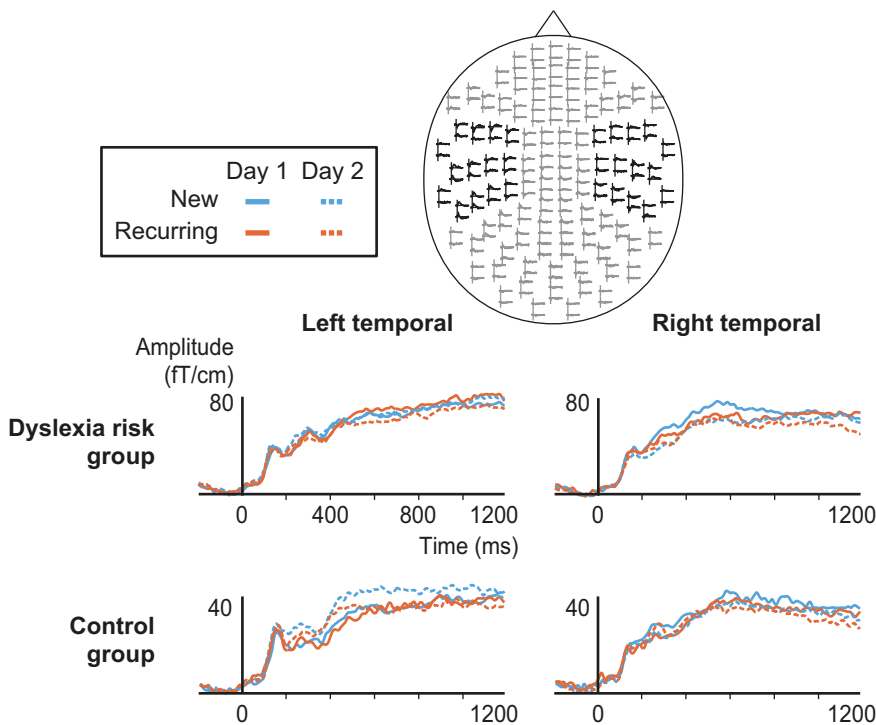 Day 1 Day 2
New
Recurring
Left temporal
Right temporal
Amplitude
(fT/cm)
80
80
Dyslexia risk
group
0 400 800 1200
0 1200
Time (ms)
40
40
Control
group
0 1200
0 1200